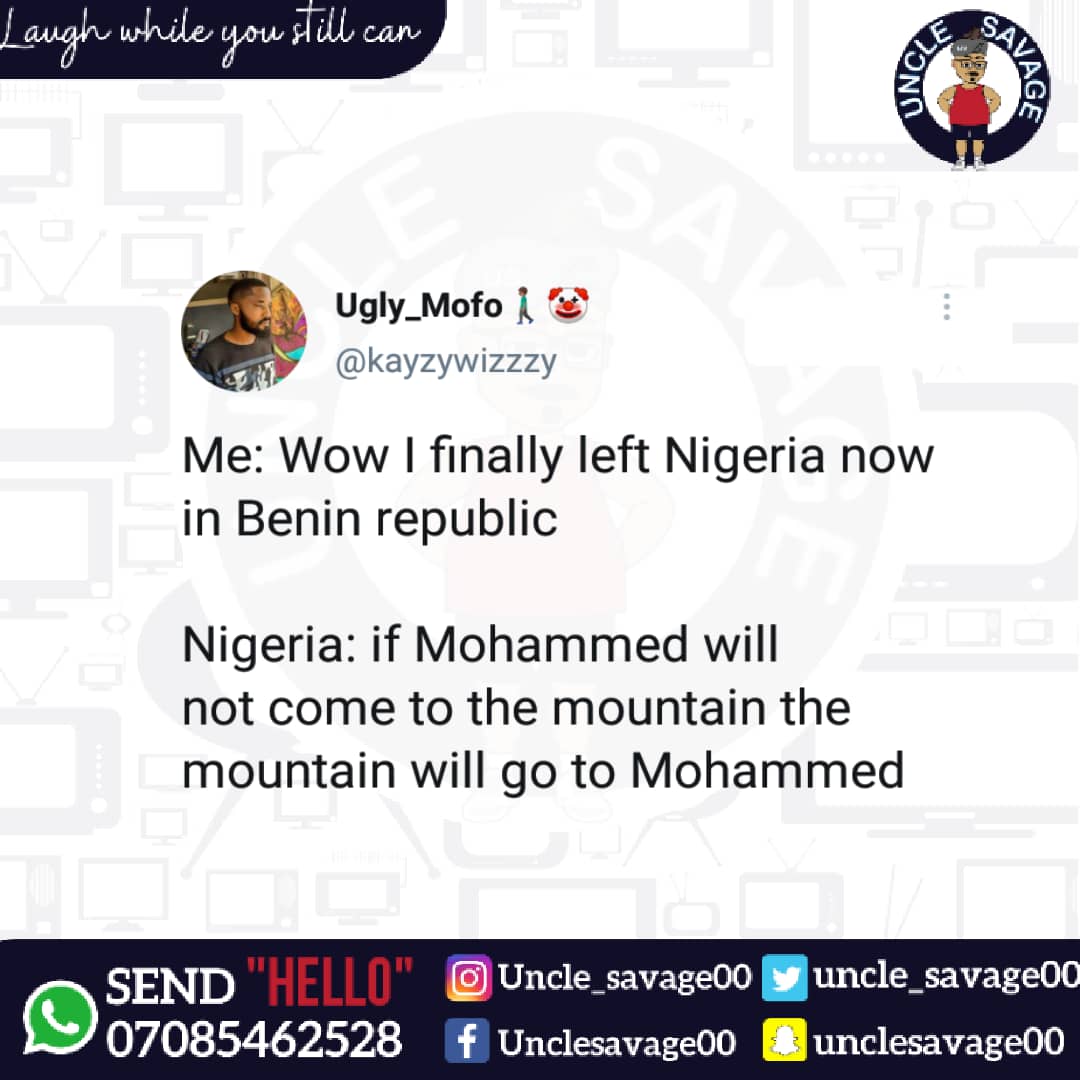 Laugh while you still can
UNCLE SAVAGE
UNCLE SAVAGE
Ugly_Mofo🚶🏿‍♂️🤡
@kayzywizzzy
Me: Wow I finally left Nigeria now
in Benin republic
Nigeria: if Mohammed will
not come to the mountain the
mountain will go to Mohammed
SEND "HELLO"
07085462528
Uncle_savage00
uncle_savage00
Unclesavage00
unclesavage00